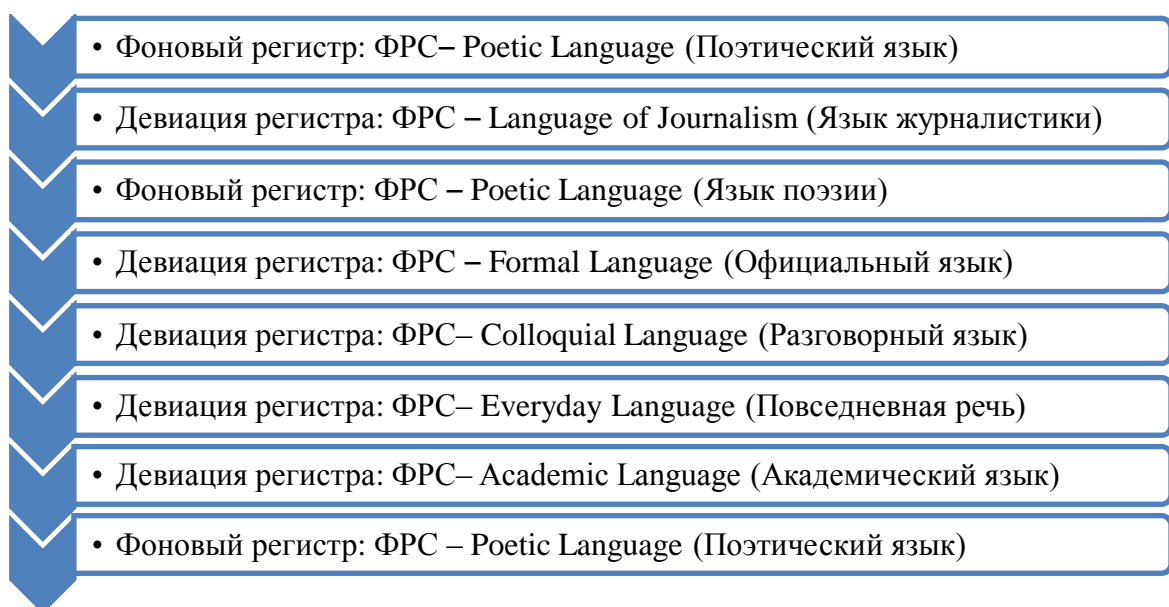 • Фоновый регистр: ФРС– Poetic Language (Поэтический язык)
• Девиация регистра: ФРС – Language of Journalism (Язык журналистики)
• Фоновый регистр: ФРС – Poetic Language (Язык поэзии)
• Девиация регистра: ФРС – Formal Language (Официальный язык)
• Девиация регистра: ФРС– Colloquial Language (Разговорный язык)
• Девиация регистра: ФРС– Everyday Language (Повседневная речь)
• Девиация регистра: ФРС– Academic Language (Академический язык)
• Фоновый регистр: ФРС – Poetic Language (Поэтический язык)